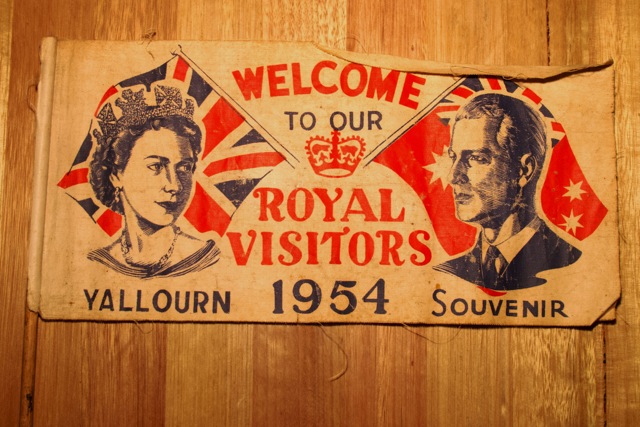 WELCOME
TO OUR
ROYAL
VISITORS
YALLOURN 1954 SOUVENIR